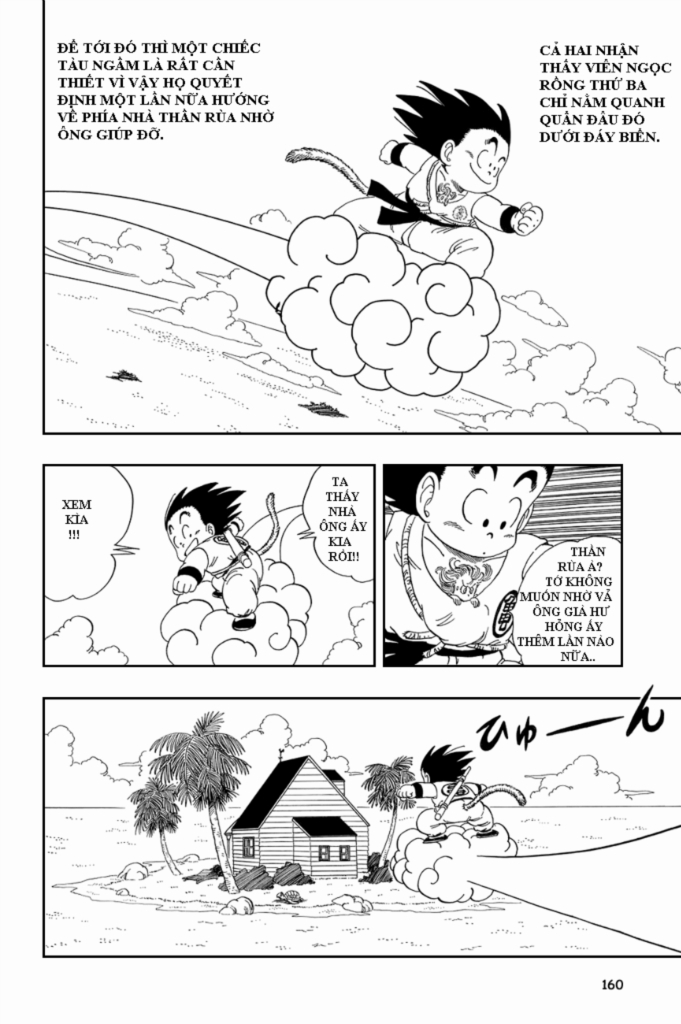 CẢ HAI NHẬN
THẤY VIÊN NGỌC
RỒNG THỨ BA
CHỈ NẰM QUANH
QUẨN ĐÂU ĐÓ
DƯỚI ĐÁY BIỂN.
ĐỂ TỚI ĐÓ THÌ MỘT CHIẾC
TÀU NGẦM LÀ RẤT CẦN
THIẾT VÌ VẬY HỌ QUYẾT
ĐỊNH MỘT LẦN NỮA HƯỚNG
VỀ PHÍA NHÀ THẦN RÙA NHỜ
ÔNG GIÚP ĐỠ.
THẦN
RÙA Á?
TỚ KHÔNG
MUỐN NHỜ VẢ
ÔNG GIÀ HƯ
HỎNG ẤY
THÊM LẦN NÀO
NỮA..
TA
THẤY
NHÀ
ÔNG ẤY
KIA
RỒI!!
XEM
KÌA
!!!
ひゅーん
160